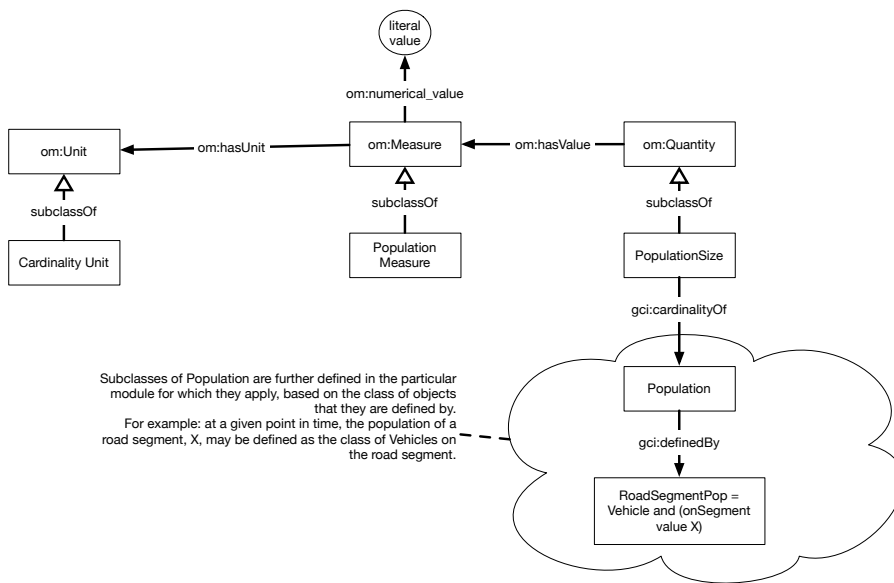 literal
value
om:numerical_value
om:Unit
om:hasUnit
om:Measure
om:hasValue
om:Quantity
subclassOf
subclassOf
subclassOf
Cardinality Unit
Population
Measure
PopulationSize
gci:cardinalityOf
Subclasses of Population are further defined in the particular
module for which they apply, based on the class of objects
that they are defined by.
For example: at a given point in time, the population of a
road segment, X, may be defined as the class of Vehicles on
the road segment.
Population
gci:definedBy
RoadSegmentPop =
Vehicle and (onSegment
value X)